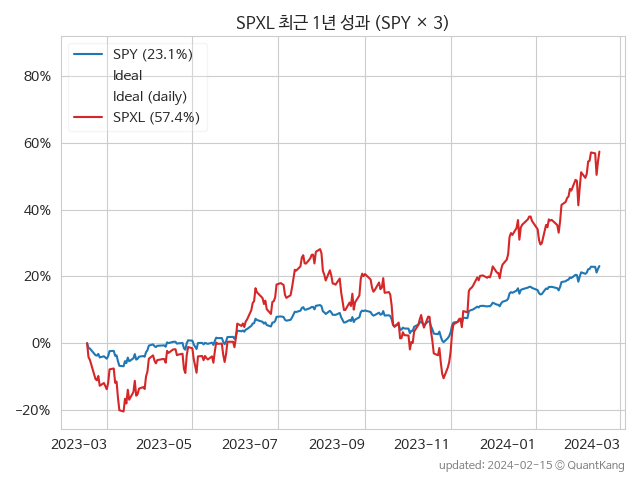 SPXL 최근 1년 성과 (SPY × 3)
SPY (23.1%)
Ideal
Ideal (daily)
SPXL (57.4%)
80%
60%
40%
20%
0%
−20%
2023−03
2023−05
2023−07
2023−09
2023−11
2024−01
2024−03
updated: 2024−02−15 © QuantKang